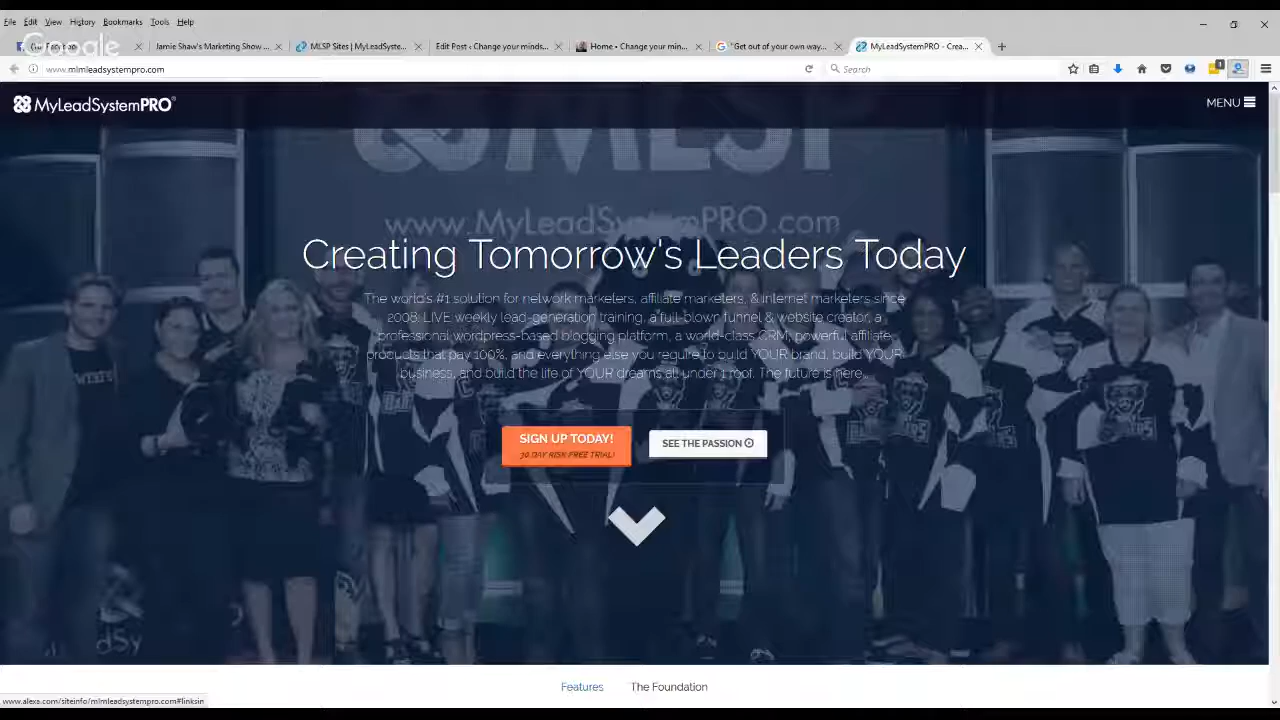 File Edit View History Bookmarks Tools Help
Google
Jamie Shaw's Marketing Show ...
MLSP Sites | MyLeadSyste...
Edit Post ‹ Change your minds...
Home • Change your min...
"Get out of your own way...
MyLeadSystemPRO - Crea...
www.mlmleadsystempro.com
Search
1
MyLeadSystemPRO®
MENU
MLSP
www.MyLeadSystemPRO.com
Creating Tomorrow's Leaders Today
The world's #1 solution for network marketers, affiliate marketers, & internet marketers since
2008: LIVE weekly lead-generation training, a full-blown funnel & website creator, a
professional wordpress-based blogging platform, a world-class CRM, powerful affiliate
products that pay 100%, and everything else you require to build YOUR brand, build YOUR
business, and build the life of YOUR dreams all under 1 roof. The future is here...
SIGN UP TODAY!
SEE THE PASSION
RISK-FREE TRIAL!
Features
The Foundation
www.alexa.com/siteinfo/mlmleadsystempro.com#linksin